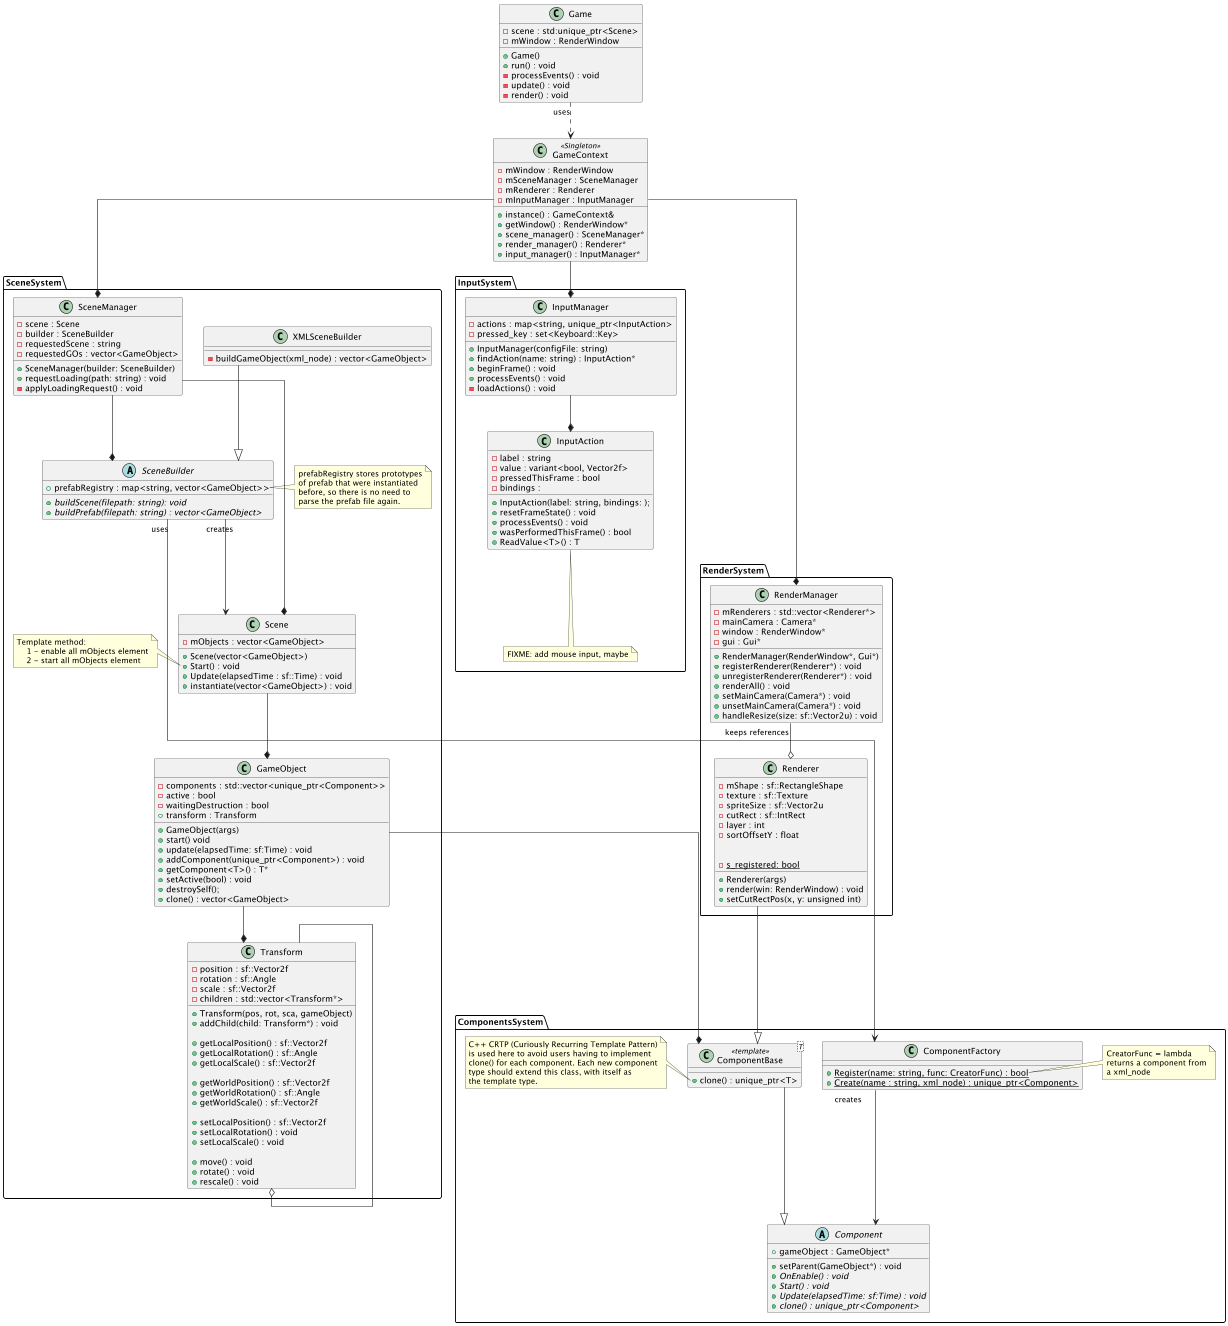 Game
scene : std:unique_ptr<Scene>
mWindow : RenderWindow
Game()
run() : void
processEvents() : void
update() : void
render() : void
uses
«Singleton»
GameContext
mWindow : RenderWindow
mSceneManager : SceneManager
mRenderer : Renderer
mInputManager : InputManager
instance() : GameContext&
getWindow() : RenderWindow*
scene_manager() : SceneManager*
render_manager() : Renderer*
input_manager() : InputManager*
SceneSystem
SceneManager
scene : Scene
builder : SceneBuilder
requestedScene : string
requestedGOs : vector<GameObject>
SceneManager(builder: SceneBuilder)
requestLoading(path: string) : void
applyLoadingRequest() : void
XMLSceneBuilder
buildGameObject(xml_node) : vector<GameObject>
SceneBuilder
prefabRegistry : map<string, vector<GameObject>>
buildScene(filepath: string): void
buildPrefab(filepath: string) : vector<GameObject>
prefabRegistry stores prototypes
of prefab that were instantiated
before, so there is no need to
parse the prefab file again.
uses
creates
Scene
mObjects : vector<GameObject>
Scene(vector<GameObject>)
Start() : void
Update(elapsedTime : sf::Time) : void
instantiate(vector<GameObject>) : void
Template method:
1 - enable all mObjects element
2 - start all mObjects element
GameObject
components : std::vector<unique_ptr<Component>>
active : bool
waitingDestruction : bool
transform : Transform
GameObject(args)
start() void
update(elapsedTime: sf:Time) : void
addComponent(unique_ptr<Component>) : void
getComponent<T>() : T*
setActive(bool) : void
destroySelf();
clone() : vector<GameObject>
Transform
position : sf::Vector2f
rotation : sf::Angle
scale : sf::Vector2f
children : std::vector<Transform*>
Transform(pos, rot, sca, gameObject)
addChild(child: Transform*) : void
getLocalPosition() : sf::Vector2f
getLocalRotation() : sf::Angle
getLocalScale() : sf::Vector2f
getWorldPosition() : sf::Vector2f
getWorldRotation() : sf::Angle
getWorldScale() : sf::Vector2f
setLocalPosition() : sf::Vector2f
setLocalRotation() : void
setLocalScale() : void
move() : void
rotate() : void
rescale() : void
InputSystem
InputManager
actions : map<string, unique_ptr<InputAction>
pressed_key : set<Keyboard::Key>
InputManager(configFile: string)
findAction(name: string) : InputAction*
beginFrame() : void
processEvents() : void
loadActions() : void
InputAction
label : string
value : variant<bool, Vector2f>
pressedThisFrame : bool
bindings :
InputAction(label: string, bindings: );
resetFrameState() : void
processEvents() : void
wasPerformedThisFrame() : bool
ReadValue<T>() : T
FIXME: add mouse input, maybe
RenderSystem
RenderManager
mRenderers : std::vector<Renderer*>
mainCamera : Camera*
window : RenderWindow*
gui : Gui*
RenderManager(RenderWindow*, Gui*)
registerRenderer(Renderer*) : void
unregisterRenderer(Renderer*) : void
renderAll() : void
setMainCamera(Camera*) : void
unsetMainCamera(Camera*) : void
handleResize(size: sf::Vector2u) : void
keeps references
Renderer
mShape : sf::RectangleShape
texture : sf::Texture
spriteSize : sf::Vector2u
cutRect : sf::IntRect
layer : int
sortOffsetY : float
s_registered: bool
Renderer(args)
render(win: RenderWindow) : void
setCutRectPos(x, y: unsigned int)
ComponentsSystem
C++ CRTP (Curiously Recurring Template Pattern)
is used here to avoid users having to implement
clone() for each component. Each new component
type should extend this class, with itself as
the template type.
«template»
ComponentBase
T
clone() : unique_ptr<T>
ComponentFactory
Register(name: string, func: CreatorFunc) : bool
Create(name : string, xml_node) : unique_ptr<Component>
CreatorFunc = lambda
returns a component from
a xml_node
creates
Component
gameObject : GameObject*
setParent(GameObject*) : void
OnEnable() : void
Start() : void
Update(elapsedTime: sf:Time) : void
clone() : unique_ptr<Component>